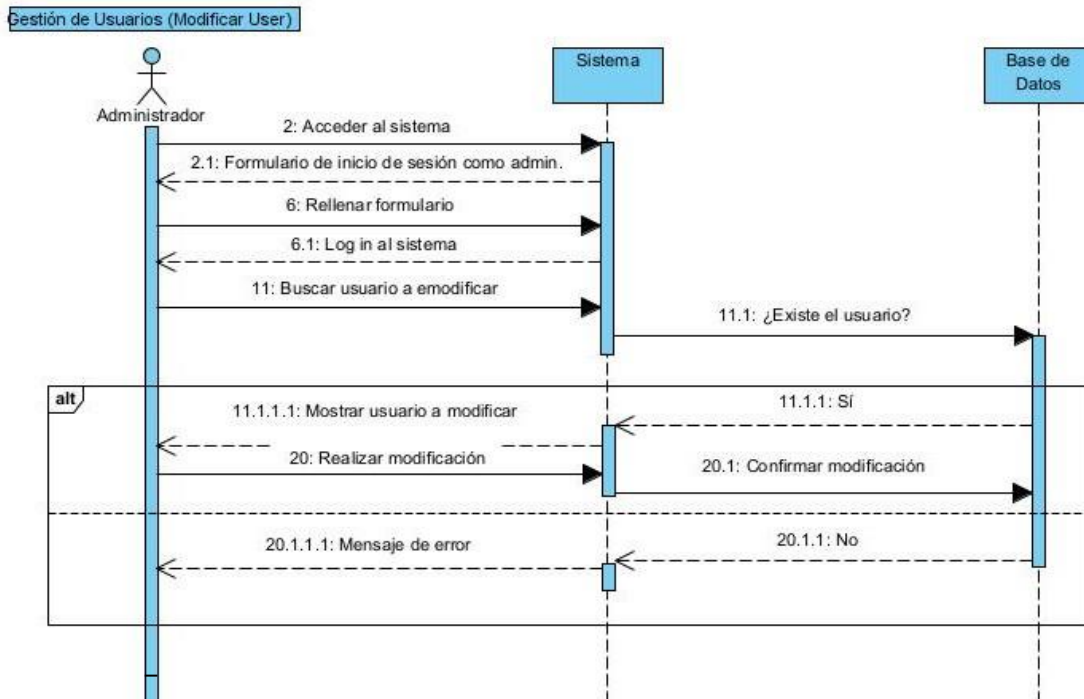 Gestión de Usuarios (Modificar User)
Sistema
Base de
Datos
Administrador
2: Acceder al sistema
2.1: Formulario de inicio de sesión como admin.
6: Rellenar formulario
6.1: Log in al sistema
11: Buscar usuario a emodificar
11.1: ¿Existe el usuario?
alt
11.1.1: Sí
11.1.1.1: Mostrar usuario a modificar
20: Realizar modificación
20.1: Confirmar modificación
20.1.1: No
20.1.1.1: Mensaje de error